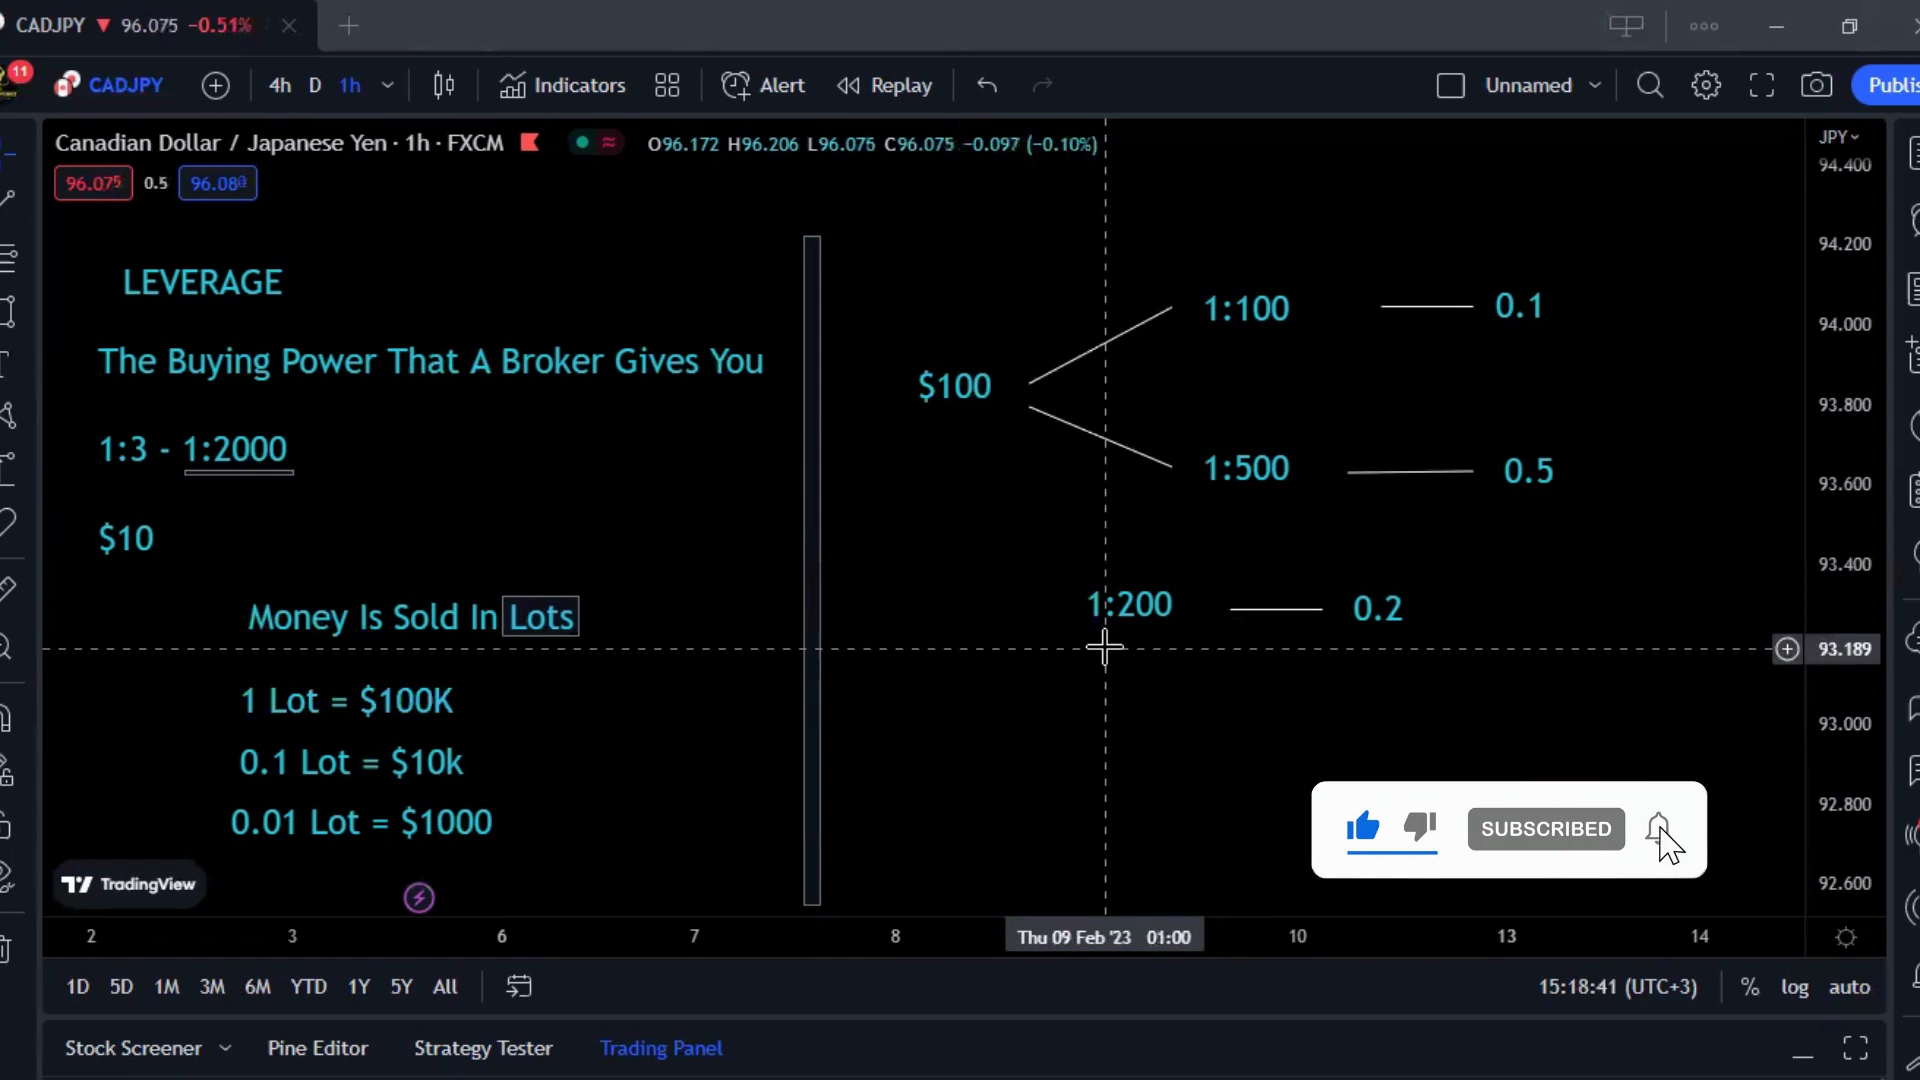 CADJPY ▼ 96.075 −0.51%
11
CADJPY
4h D 1h
Indicators
Alert
Replay
Unnamed
Canadian Dollar / Japanese Yen · 1h · FXCM
O96.172 H96.206 L96.075 C96.075 −0.097 (−0.10%)
96.075 0.5 96.080
JPY
94.400
94.200
94.000
93.800
93.600
93.400
93.189
93.000
92.800
92.600
LEVERAGE
The Buying Power That A Broker Gives You
1:3 - 1:2000
$10
Money Is Sold In Lots
1 Lot = $100K
0.1 Lot = $10k
0.01 Lot = $1000
$100
1:100 0.1
1:500 0.5
1:200 0.2
SUBSCRIBED
TradingView
2 3 6 7 8 Thu 09 Feb '23 01:00 10 13 14
1D 5D 1M 3M 6M YTD 1Y 5Y All
15:18:41 (UTC+3) % log auto
Stock Screener Pine Editor Strategy Tester Trading Panel